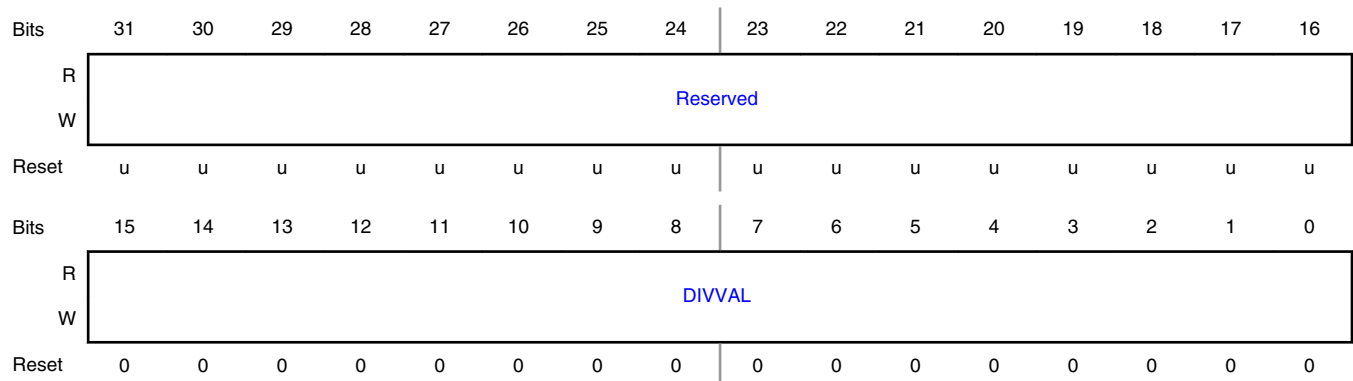 Bits 31 30 29 28 27 26 25 24 23 22 21 20 19 18 17 16
R
Reserved
W
Reset u u u u u u u u u u u u u u u u
Bits 15 14 13 12 11 10 9 8 7 6 5 4 3 2 1 0
R
DIVVAL
W
Reset 0 0 0 0 0 0 0 0 0 0 0 0 0 0 0 0